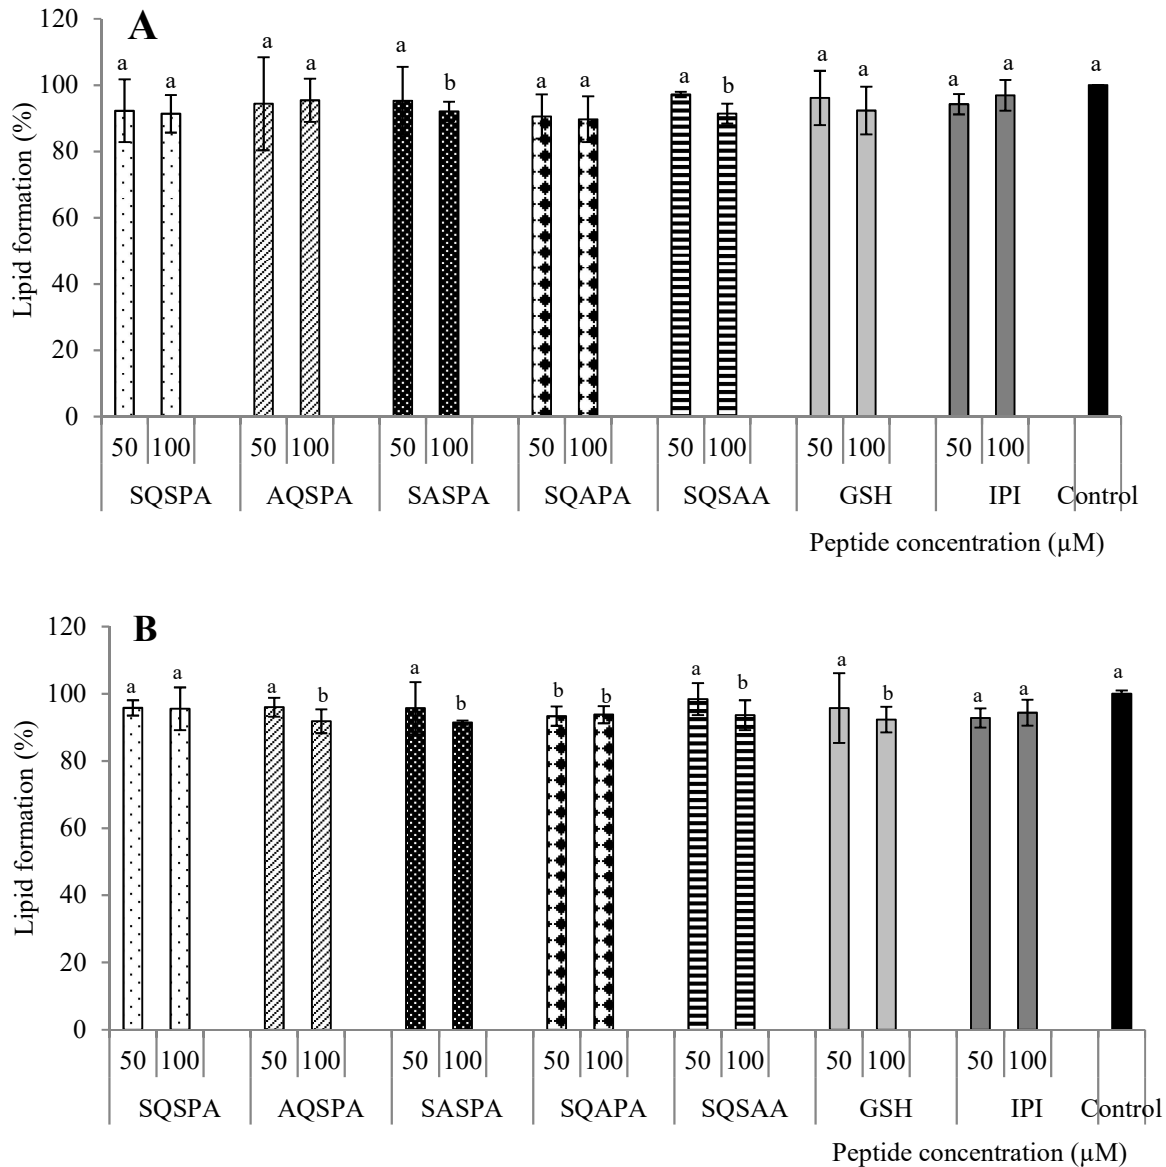 A
120
100
80
60
40
20
0
Lipid formation (%)
a a a a a b a a a b a a a a a
50 100 50 100 50 100 50 100 50 100 50 100 50 100
SQSPA AQSPA SASPA SQAPA SQSAA GSH IPI Control
Peptide concentration (µM)
B
120
100
80
60
40
20
0
Lipid formation (%)
a a a b a b b b a b a b a a a
50 100 50 100 50 100 50 100 50 100 50 100 50 100
SQSPA AQSPA SASPA SQAPA SQSAA GSH IPI Control
Peptide concentration (µM)